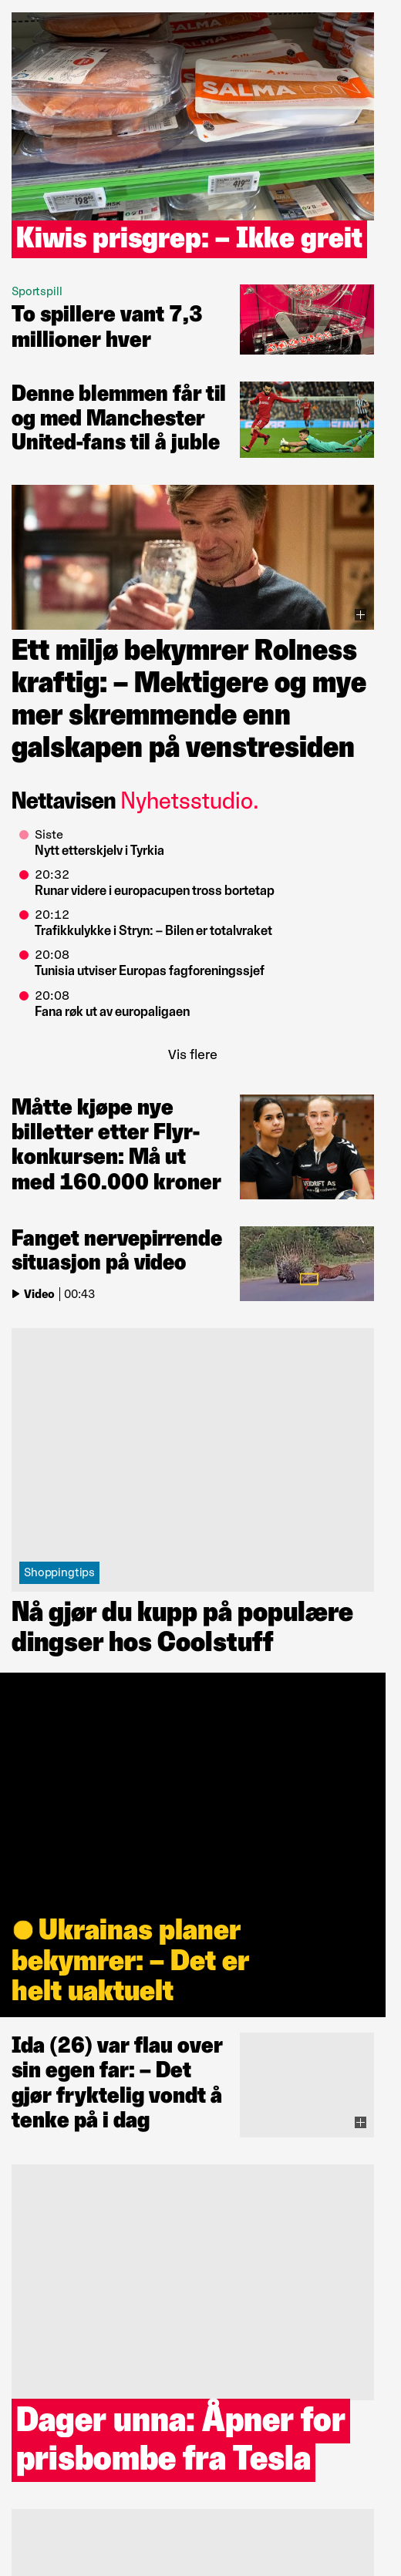 SALMA LOIN
198
419
Kiwis prisgrep: – Ikke greit
Sportspill
To spillere vant 7,3
millioner hver
Denne blemmen får til
og med Manchester
United-fans til å juble
Ett miljø bekymrer Rolness
kraftig: – Mektigere og mye
mer skremmende enn
galskapen på venstresiden
Nettavisen Nyhetsstudio.
Siste
Nytt etterskjelv i Tyrkia
20:32
Runar videre i europacupen tross bortetap
20:12
Trafikkulykke i Stryn: – Bilen er totalvraket
20:08
Tunisia utviser Europas fagforeningssjef
20:08
Fana røk ut av europaligaen
Vis flere
Måtte kjøpe nye
billetter etter Flyr-
konkursen: Må ut
med 160.000 kroner
Fanget nervepirrende
situasjon på video
Video | 00:43
Shoppingtips
Nå gjør du kupp på populære
dingser hos Coolstuff
Ukrainas planer
bekymrer: – Det er
helt uaktuelt
Ida (26) var flau over
sin egen far: – Det
gjør fryktelig vondt å
tenke på i dag
Dager unna: Åpner for
prisbombe fra Tesla